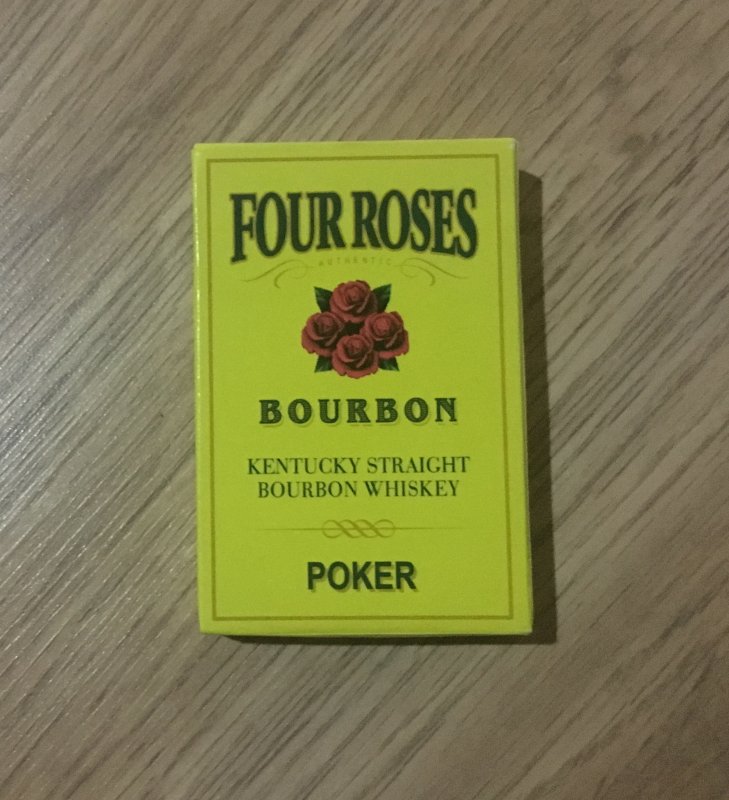 FOUR ROSES
AUTHENTIC
BOURBON
KENTUCKY STRAIGHT
BOURBON WHISKEY
POKER